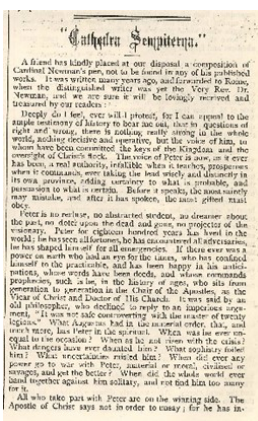 "Cathedra Sempiterna."
A friend has kindly placed at our disposal a composition of
Cardinal Newman's pen, not to be found in any of his published
works. It was written many years ago, and forwarded to Rome,
when the distinguished writer was yet the Very Rev. Dr.
Newman, and we are sure it will be lovingly received and
treasured by our readers :
Deeply do I feel, ever will I protest, for I can appeal to the
ample testimony of history to bear me out, that in questions of
right and wrong, there is nothing really strong in the whole
world, nothing decisive and operative, but the voice of him, to
whom have been committed the keys of the Kingdom and the
oversight of Christ's flock. The voice of Peter is now, as it ever
has been, a real authority, infallible when it teaches, prosperous
when it commands, ever taking the lead wisely and distinctly in
its own province, adding certainty to what is probable, and
persuasion to what is certain. Before it speaks, the most saintly
may mistake, and after it has spoken, the most gifted must
obey.
Peter is no recluse, no abstracted student, no dreamer about
the past, no doter upon the dead and gone, no projector of the
visionary. Peter for eighteen hundred years has lived in the
world; he has seen all fortunes, he has encountered all adversaries,
he has shaped himself for all emergencies. If there ever was a
power on earth who had an eye for the times, who has confined
himself to the practicable, and has been happy in his antici-
pations, whose words have been deeds, and whose commands
prophecies, such is he, in the history of ages, who sits from
generation to generation in the Chair of the Apostles, as the
Vicar of Christ and Doctor of His Church. It was said by an
old philosopher, who declined to reply to an imperious argu-
ment, "It was not safe controverting with the master of twenty
legions." What Augustus had in the material order, that, and
much more, has Peter in the spiritual. When was he ever un-
equal to the occasion? When has he not risen with the crisis?
What dangers have ever daunted him? What sophistry foiled
him? What uncertainties misled him? When did ever any
power go to war with Peter, material or moral, civilised or
savage, and got the better? When did the whole world ever
band together against him solitary, and not find him too many
for it.
All who take part with Peter are on the winning side. The
Apostle of Christ says not in order to unsay; for he has in-